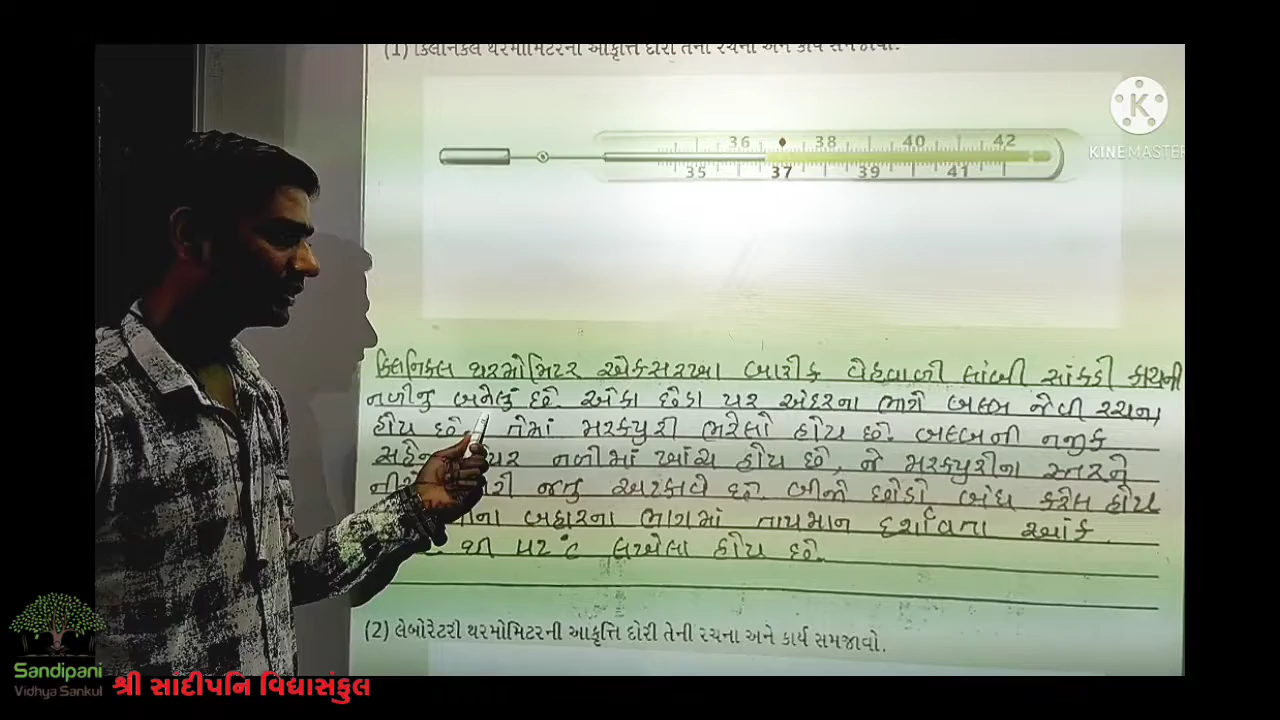 (1) ક્લિનિકલ થરમોમિટરની આકૃત્તિ દોરી તેની રચના અને કાર્ય સમજાવો.
K
KINEMASTER
36 38 40 42
35 37 39 41
ક્લિનિકલ થરમોમિટર એકસરખા બારીક વેહવાળી લાંબી સાંકડી કાચની
નળીનુ બનેલું છે. એકા છેડા પર અંદરના ભાગે બલ્બ જેવી રચના
હોય છે. તેમાં મરક્યુરી ભરેલો હોય છે. બલ્બની નજીક
સહેજ પર નળીમાં ખાંચ હોય છે, જે મરક્યુરીના સ્તરને
જતુ અટકાવે છે. બીજો છેડો બંધ કરેલ હોય
બહારના ભાગમાં તાપમાન દર્શાવતા આંક
°C લખેલા હોય છે.
(2) લેબોરેટરી થરમોમિટરની આકૃત્તિ દોરી તેની રચના અને કાર્ય સમજાવો.
Sandipani
Vidhya Sankul
શ્રી સાદીપનિ વિદ્યાસંકુલ